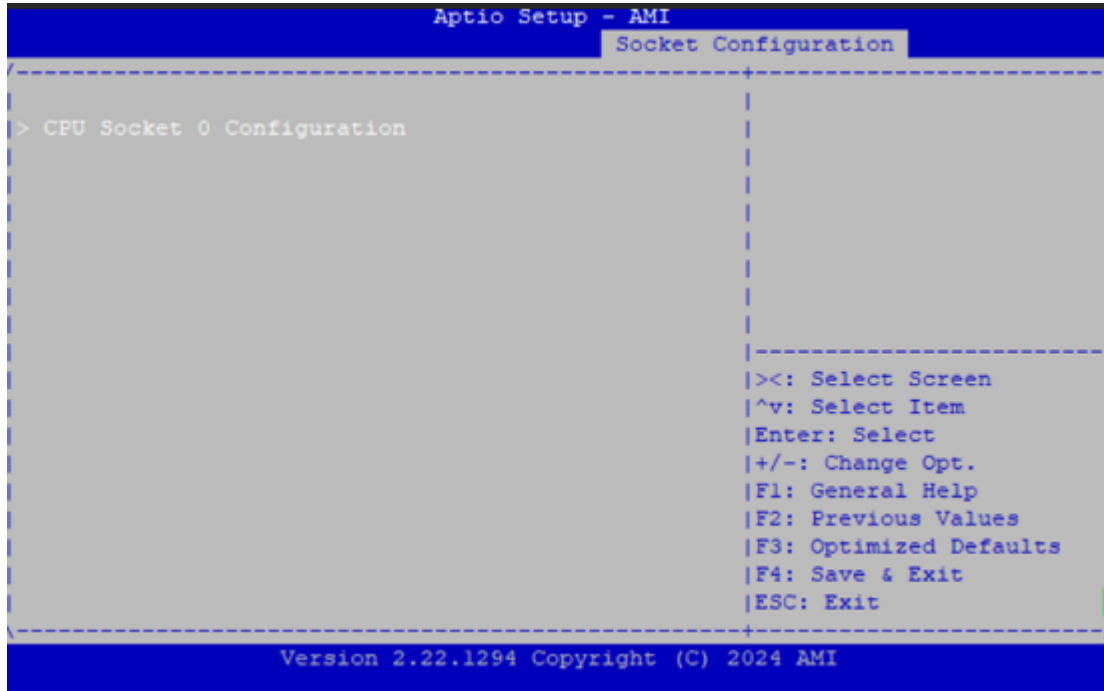 Aptio Setup - AMI
Socket Configuration
> CPU Socket 0 Configuration
><: Select Screen
^v: Select Item
Enter: Select
+/-: Change Opt.
F1: General Help
F2: Previous Values
F3: Optimized Defaults
F4: Save & Exit
ESC: Exit
Version 2.22.1294 Copyright (C) 2024 AMI